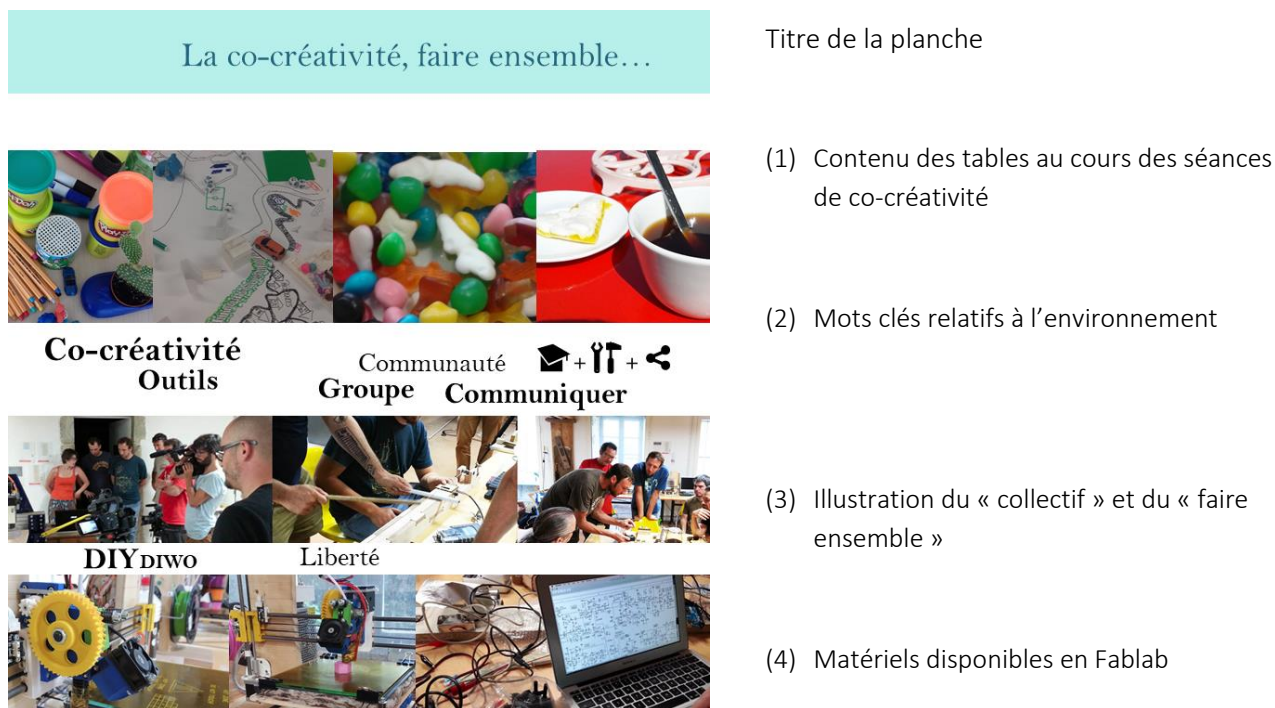 La co-créativité, faire ensemble…
Titre de la planche
(1) Contenu des tables au cours des séances
de co-créativité
(2) Mots clés relatifs à l’environnement
Co-créativité
Outils
Communauté
+ +
Groupe Communiquer
(3) Illustration du « collectif » et du « faire
ensemble »
DIY DIWO Liberté
(4) Matériels disponibles en Fablab